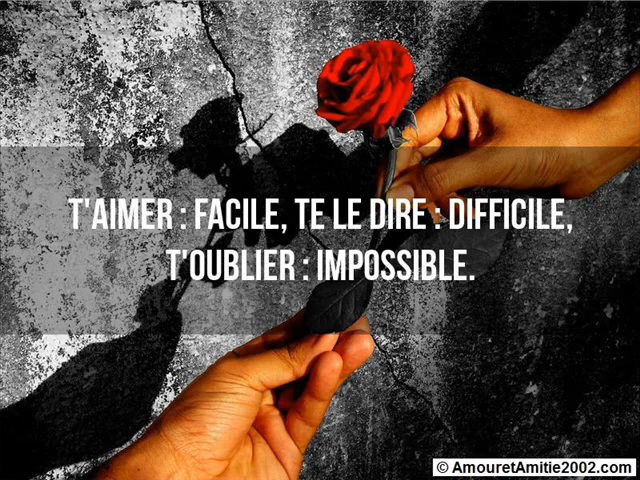 T'AIMER : FACILE, TE LE DIRE : DIFFICILE,
T'OUBLIER : IMPOSSIBLE.
© AmouretAmitie2002.com